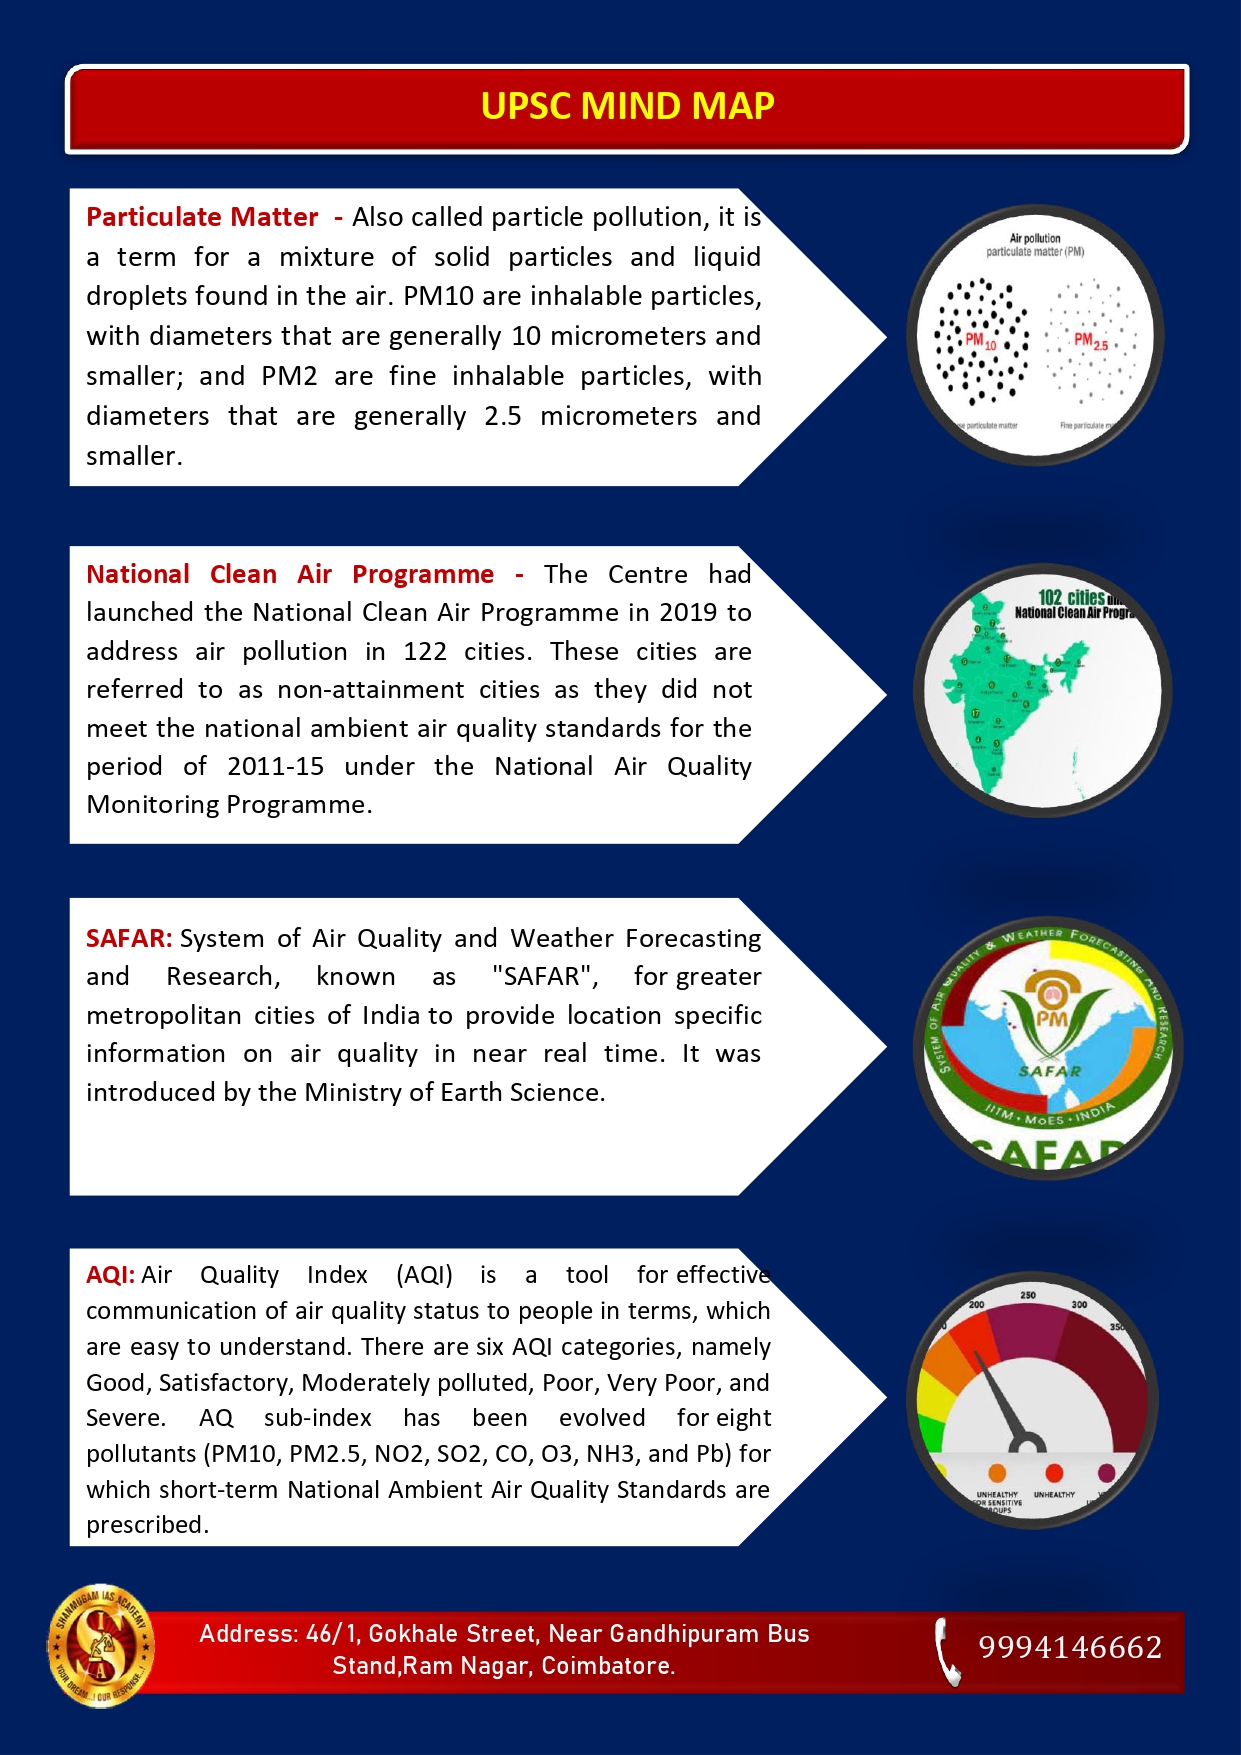 UPSC MIND MAP
Particulate Matter - Also called particle pollution, it is
a term for a mixture of solid particles and liquid
droplets found in the air. PM10 are inhalable particles,
with diameters that are generally 10 micrometers and
smaller; and PM2 are fine inhalable particles, with
diameters that are generally 2.5 micrometers and
smaller.
Air pollution
particulate matter (PM)
PM10
PM2.5
particulate matter
Fine particulate
National Clean Air Programme - The Centre had
launched the National Clean Air Programme in 2019 to
address air pollution in 122 cities. These cities are
referred to as non-attainment cities as they did not
meet the national ambient air quality standards for the
period of 2011-15 under the National Air Quality
Monitoring Programme.
102 cities
National Clean Air Progra
SAFAR: System of Air Quality and Weather Forecasting
and Research, known as "SAFAR", for greater
metropolitan cities of India to provide location specific
information on air quality in near real time. It was
introduced by the Ministry of Earth Science.
SYSTEM OF AIR QUALITY & WEATHER FORECASTING AND RESEARCH
PM
SAFAR
IITM • MoES • INDIA
SAFAR
AQI: Air Quality Index (AQI) is a tool for effective
communication of air quality status to people in terms, which
are easy to understand. There are six AQI categories, namely
Good, Satisfactory, Moderately polluted, Poor, Very Poor, and
Severe. AQ sub-index has been evolved for eight
pollutants (PM10, PM2.5, NO2, SO2, CO, O3, NH3, and Pb) for
which short-term National Ambient Air Quality Standards are
prescribed.
200 250 300 350
UNHEALTHY
FOR SENSITIVE
GROUPS
UNHEALTHY
SHANMUGAM IAS ACADEMY
SIA
YOUR DREAM...! OUR RESPONSE...!
Address: 46/1, Gokhale Street, Near Gandhipuram Bus
Stand,Ram Nagar, Coimbatore.
9994146662